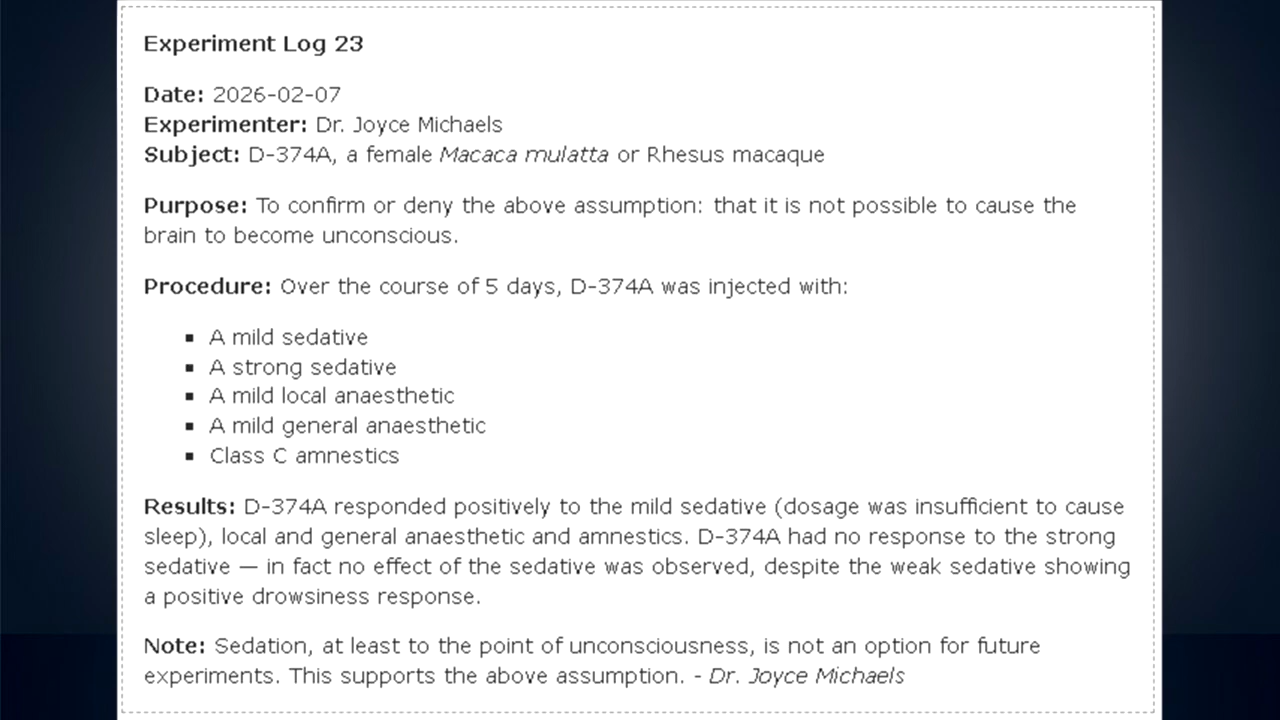 Experiment Log 23
Date: 2026-02-07
Experimenter: Dr. Joyce Michaels
Subject: D-374A, a female Macaca mulatta or Rhesus macaque
Purpose: To confirm or deny the above assumption: that it is not possible to cause the
brain to become unconscious.
Procedure: Over the course of 5 days, D-374A was injected with:
▪ A mild sedative
▪ A strong sedative
▪ A mild local anaesthetic
▪ A mild general anaesthetic
▪ Class C amnestics
Results: D-374A responded positively to the mild sedative (dosage was insufficient to cause
sleep), local and general anaesthetic and amnestics. D-374A had no response to the strong
sedative — in fact no effect of the sedative was observed, despite the weak sedative showing
a positive drowsiness response.
Note: Sedation, at least to the point of unconsciousness, is not an option for future
experiments. This supports the above assumption. - Dr. Joyce Michaels